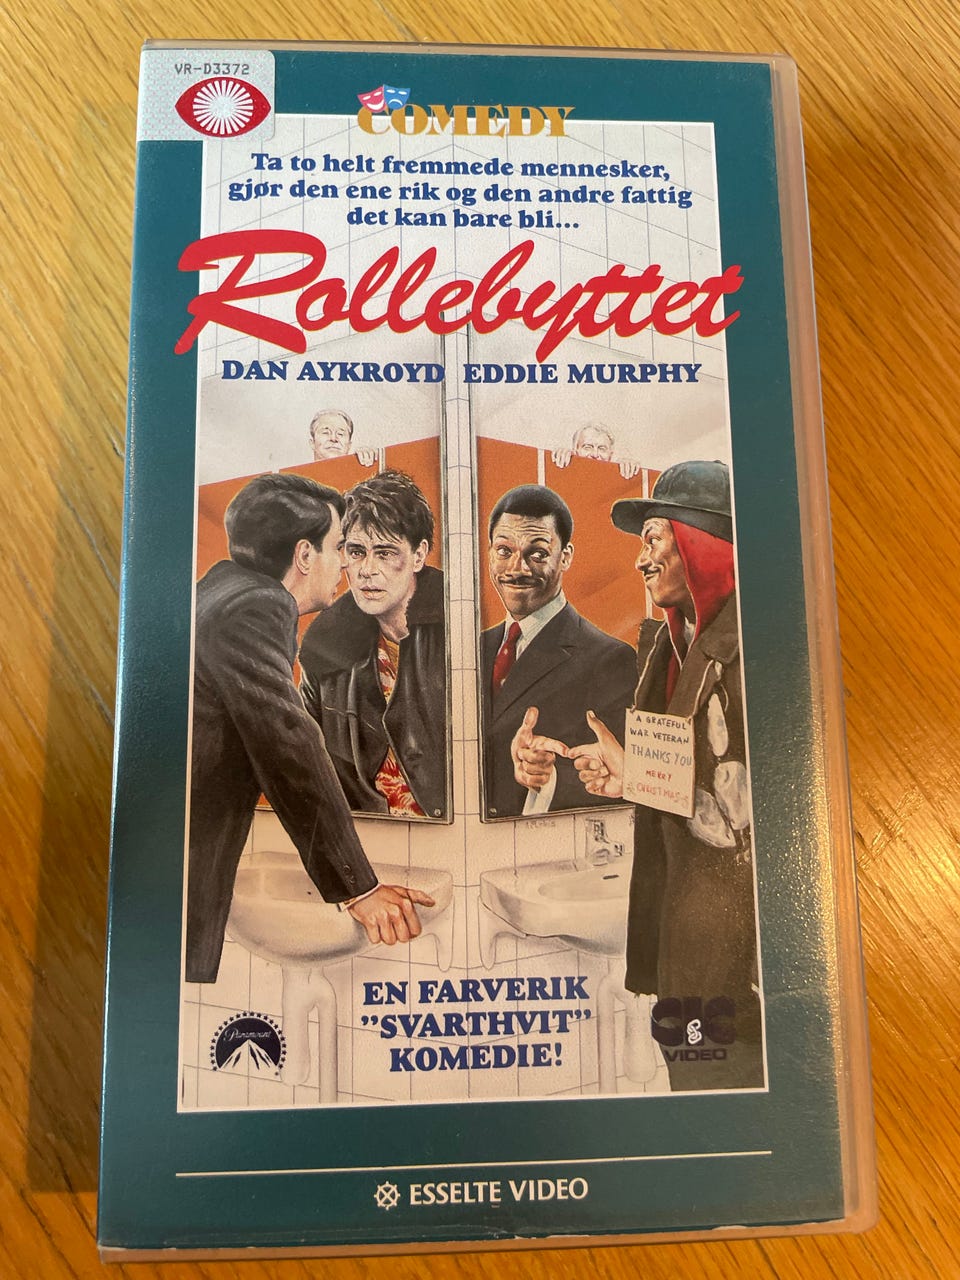 VR-D3372
COMEDY
Ta to helt fremmede mennesker,
gjør den ene rik og den andre fattig
det kan bare bli...
Rollebyttet
DAN AYKROYD EDDIE MURPHY
A GRATEFUL
WAR VETERAN
THANKS YOU
MERRY
CHRISTMAS
EN FARVERIK
"SVARTHVIT"
KOMEDIE!
Paramount
CIC
VIDEO
ESSELTE VIDEO